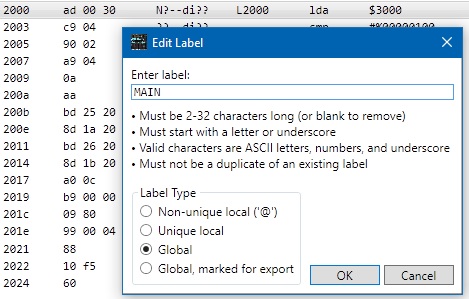 2000 ad 00 30 N?--di?? L2000 lda $3000
2003 c9 04 cmp #%00000100
2005 90 02
2007 a9 04
2009 0a
200a aa
200b bd 25 20
200e 8d 1a 20
2011 bd 26 20
2014 8d 1b 20
2017 a0 0c
2019 b9 00 00
201c 09 80
201e 99 00 04
2021 88
2022 10 f5
2024 60
Edit Label
Enter label:
MAIN
• Must be 2-32 characters long (or blank to remove)
• Must start with a letter or underscore
• Valid characters are ASCII letters, numbers, and underscore
• Must not be a duplicate of an existing label
Label Type
Non-unique local ('@')
Unique local
Global
Global, marked for export
OK Cancel